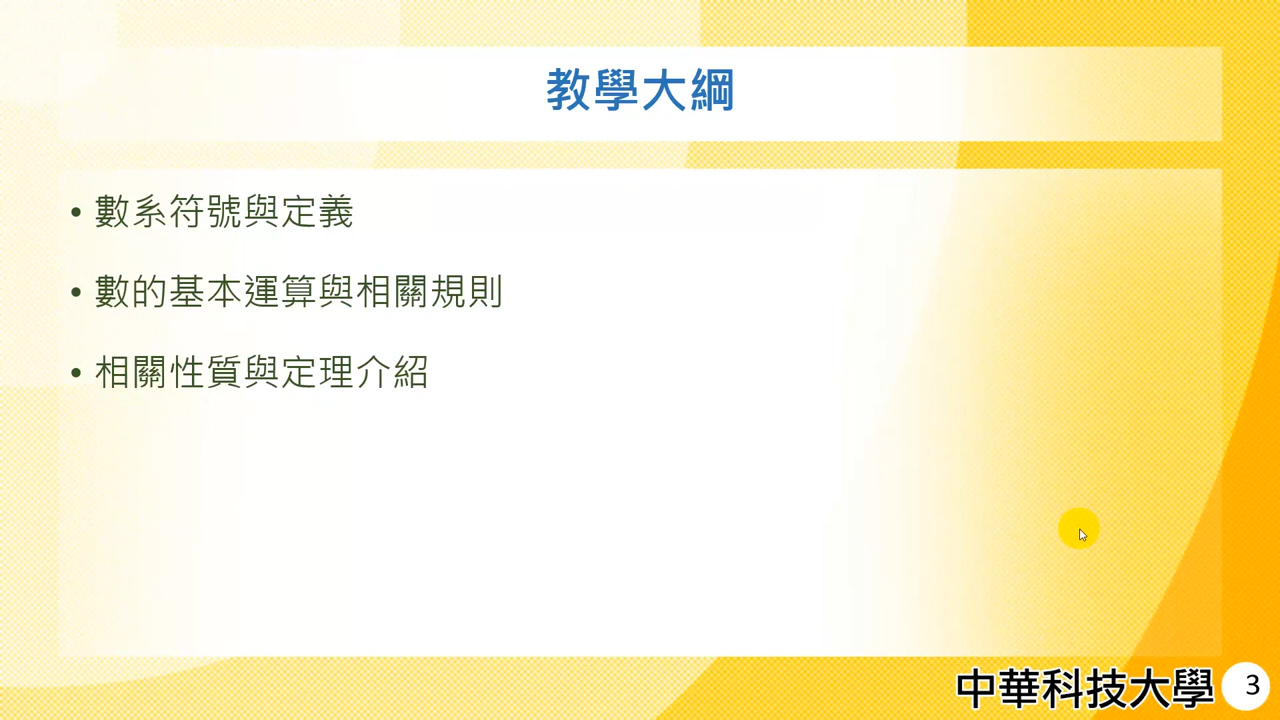 教學大綱
• 數系符號與定義
• 數的基本運算與相關規則
• 相關性質與定理介紹
中華科技大學 3